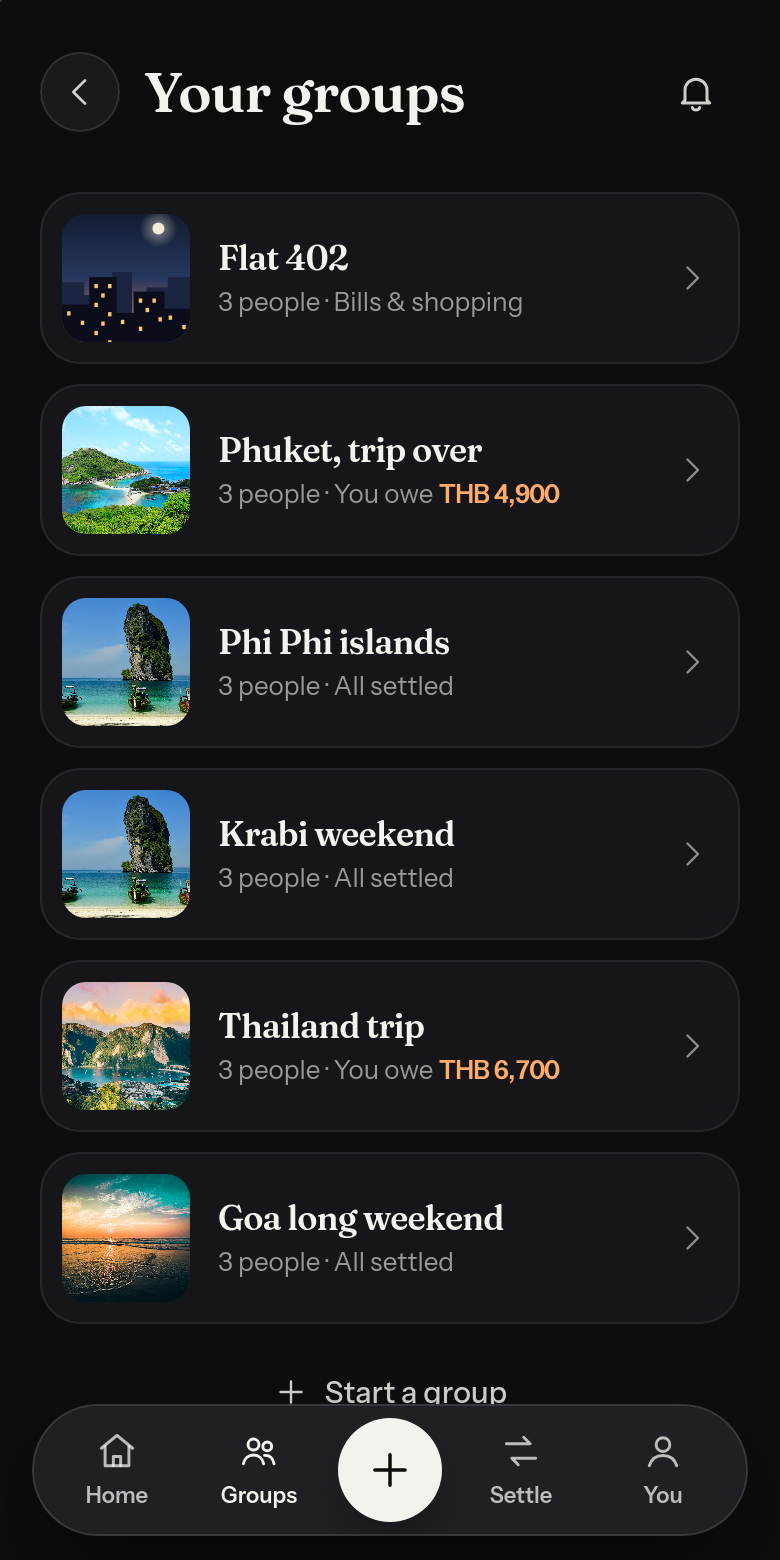 Your groups
Flat 402
3 people · Bills & shopping
Phuket, trip over
3 people · You owe THB 4,900
Phi Phi islands
3 people · All settled
Krabi weekend
3 people · All settled
Thailand trip
3 people · You owe THB 6,700
Goa long weekend
3 people · All settled
Start a group
Home
Groups
Settle
You